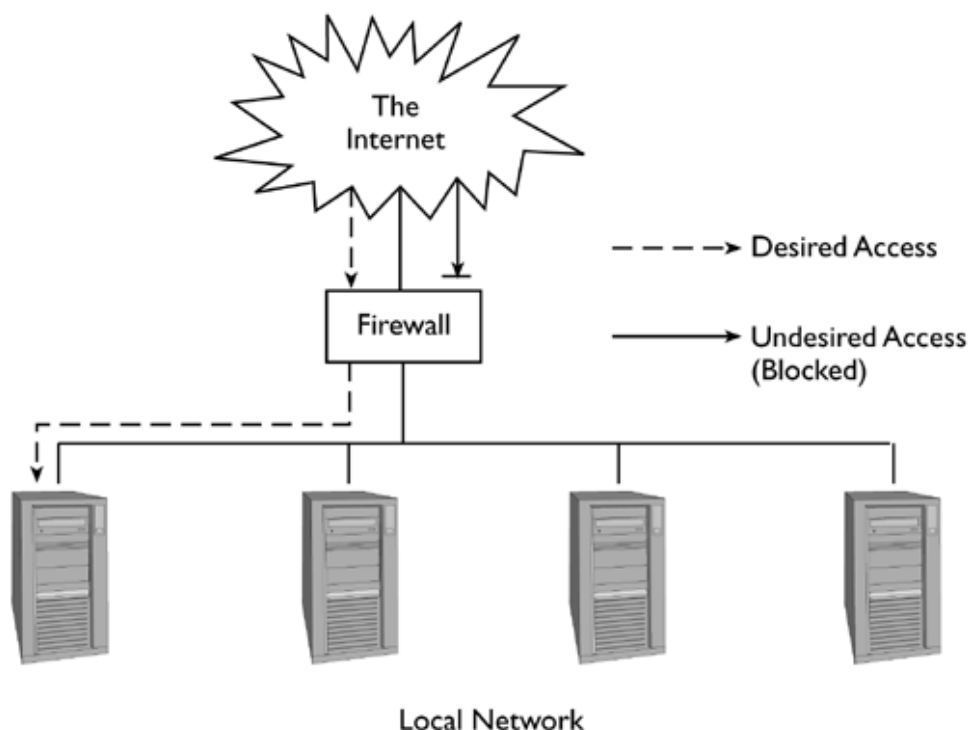 The
Internet
Desired Access
Firewall
Undesired Access
(Blocked)
Local Network